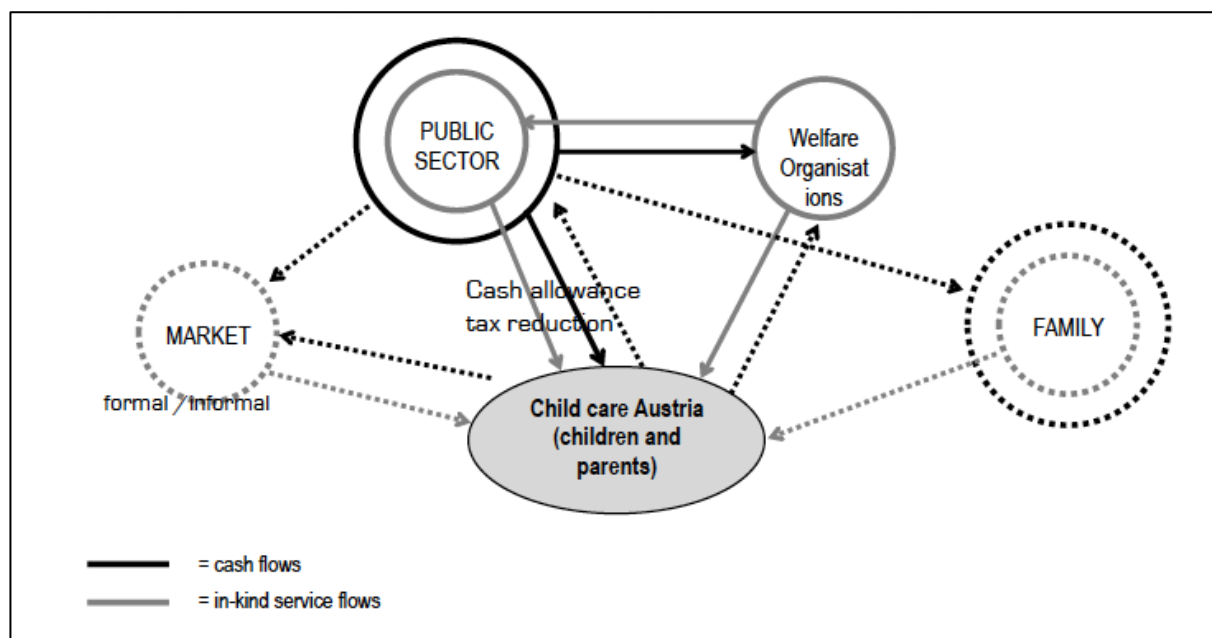 PUBLIC
SECTOR
Welfare
Organisat
ions
Cash allowance
tax reduction
MARKET
FAMILY
formal / informal
Child care Austria
(children and
parents)
= cash flows
= in-kind service flows